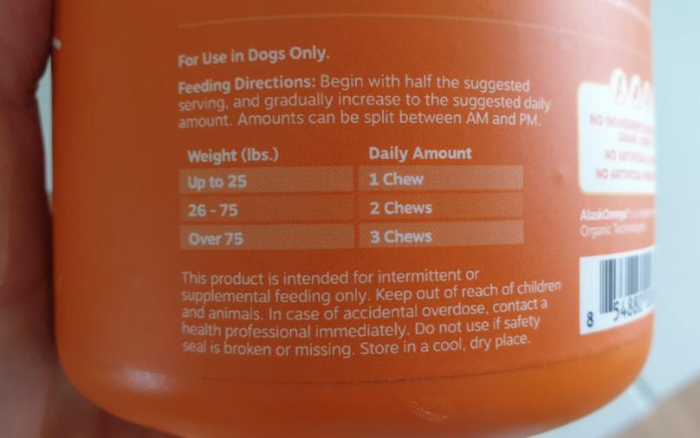 For Use in Dogs Only.
Feeding Directions: Begin with half the suggested
serving, and gradually increase to the suggested daily
amount. Amounts can be split between AM and PM.
Weight (lbs.) Daily Amount
Up to 25 1 Chew
26 - 75 2 Chews
Over 75 3 Chews
This product is intended for intermittent or
supplemental feeding only. Keep out of reach of children
and animals. In case of accidental overdose, contact a
health professional immediately. Do not use if safety
seal is broken or missing. Store in a cool, dry place.
NO
NO ARTIFICIAL
NO ARTIFICIAL
AlaskOmega
Organic
8 54880